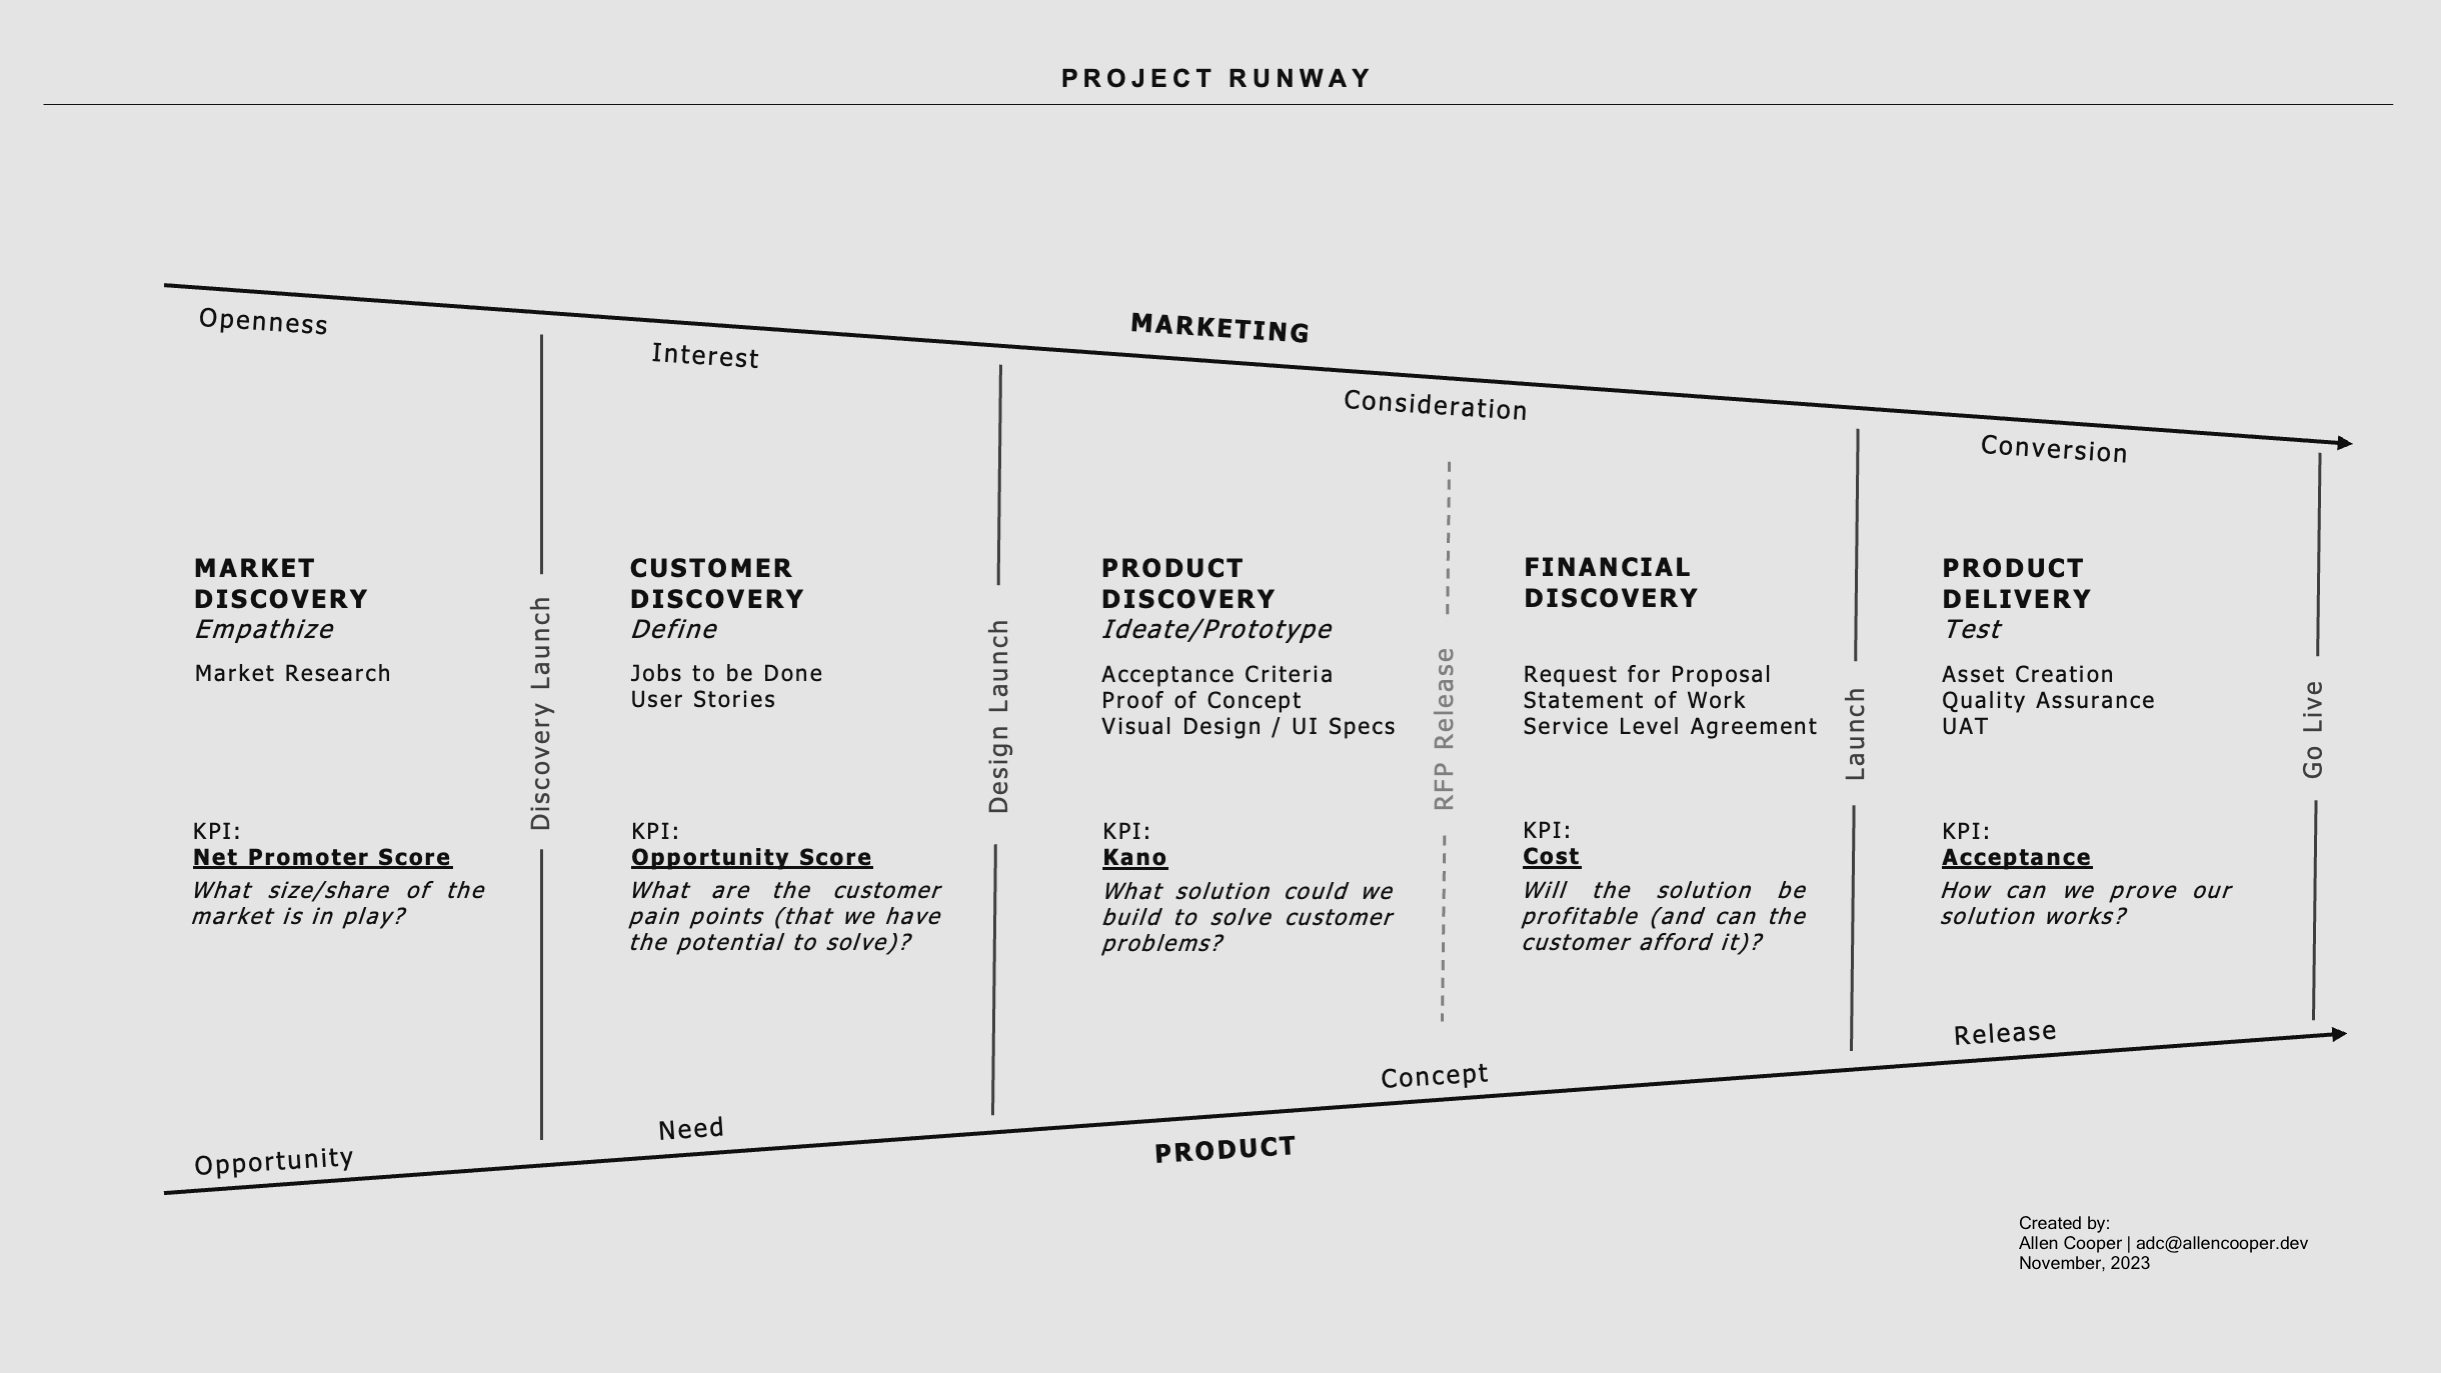 PROJECT RUNWAY
MARKETING
Openness
Interest
Consideration
Conversion
MARKET
DISCOVERY
Empathize
Market Research
KPI:
Net Promoter Score
What size/share of the
market is in play?
Discovery Launch
CUSTOMER
DISCOVERY
Define
Jobs to be Done
User Stories
KPI:
Opportunity Score
What are the customer
pain points (that we have
the potential to solve)?
Design Launch
PRODUCT
DISCOVERY
Ideate/Prototype
Acceptance Criteria
Proof of Concept
Visual Design / UI Specs
KPI:
Kano
What solution could we
build to solve customer
problems?
RFP Release
FINANCIAL
DISCOVERY
Request for Proposal
Statement of Work
Service Level Agreement
KPI:
Cost
Will the solution be
profitable (and can the
customer afford it)?
Launch
PRODUCT
DELIVERY
Test
Asset Creation
Quality Assurance
UAT
KPI:
Acceptance
How can we prove our
solution works?
Go Live
Opportunity
Need
Concept
Release
PRODUCT
Created by:
Allen Cooper | adc@allencooper.dev
November, 2023